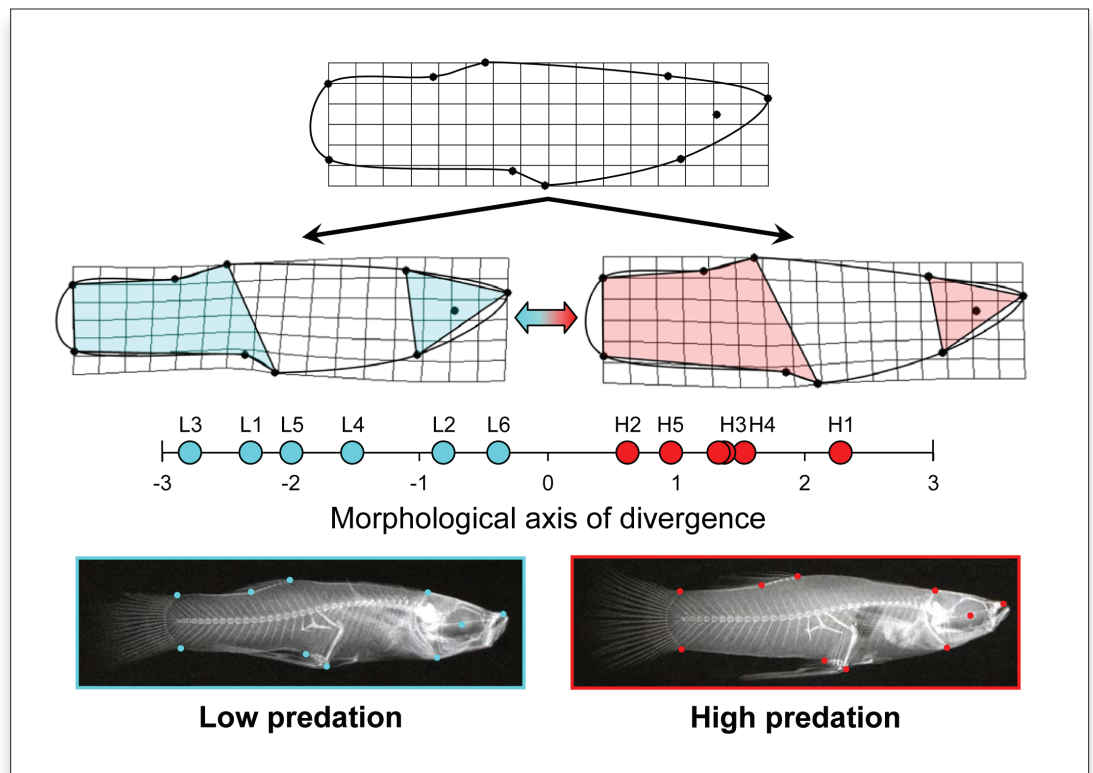 L3 L1 L5 L4 L2 L6 H2 H5 H3 H4 H1
-3 -2 -1 0 1 2 3
Morphological axis of divergence
Low predation High predation